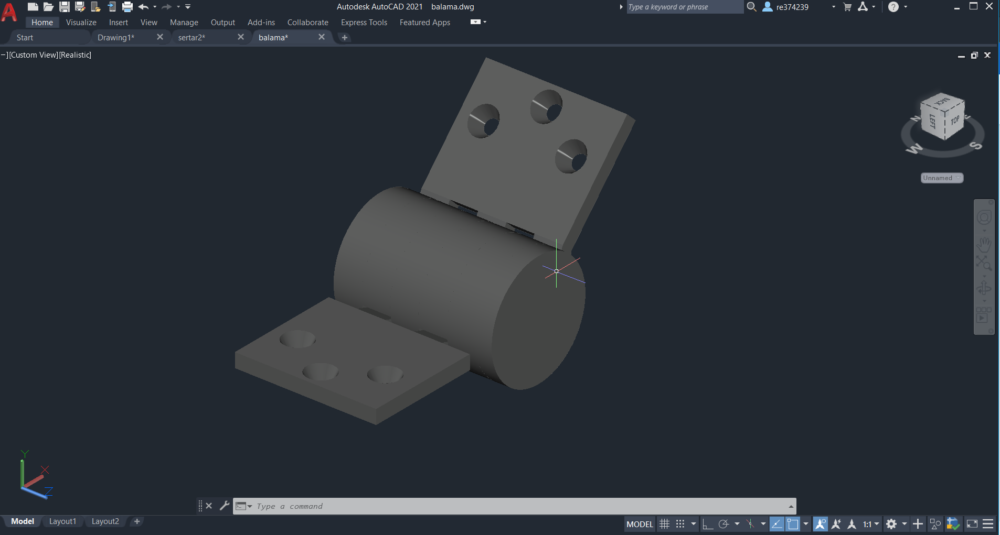 Autodesk AutoCAD 2021 balama.dwg
Type a keyword or phrase
re374239
Home Visualize Insert View Manage Output Add-ins Collaborate Express Tools Featured Apps
Start Drawing1* sertar2* balama*
−][Custom View][Realistic]
BACK
LEFT
TOP
N
W
S
Unnamed
Y
X
Z
Type a command
Model Layout1 Layout2
MODEL
1:1